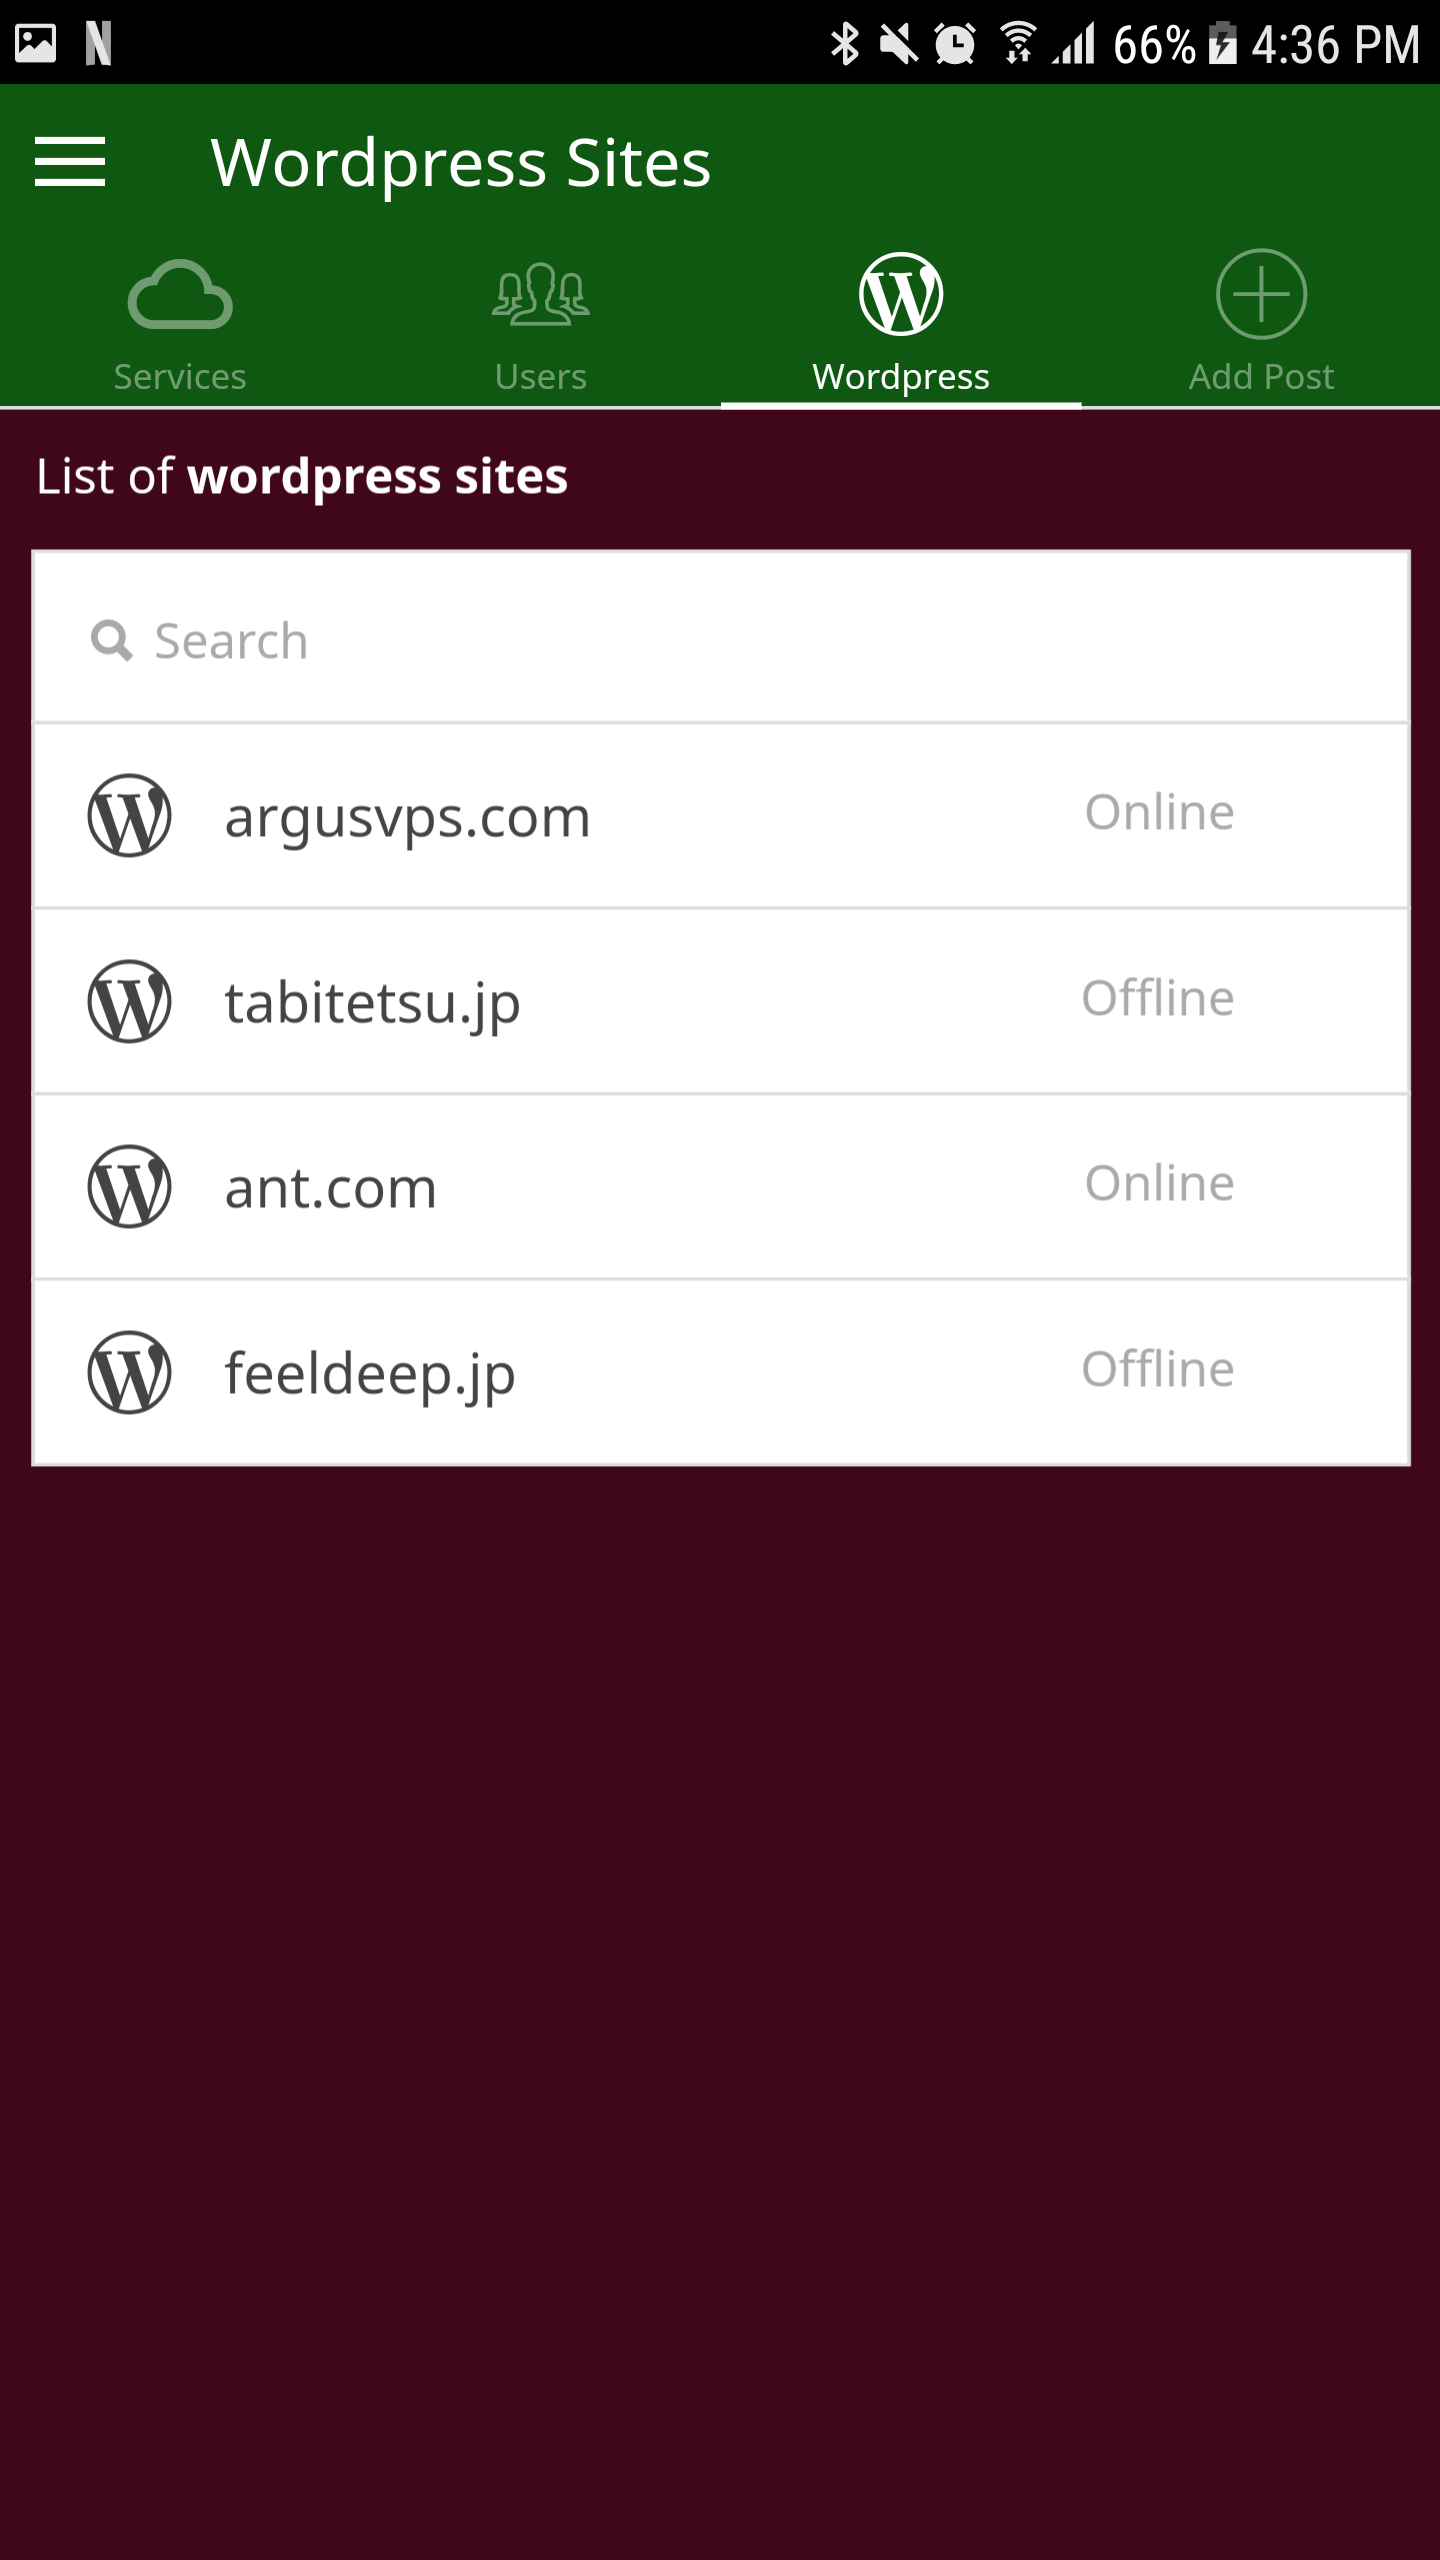 66% 4:36 PM
Wordpress Sites
Services Users Wordpress Add Post
List of wordpress sites
Search
argusvps.com Online
tabitetsu.jp Offline
ant.com Online
feeldeep.jp Offline